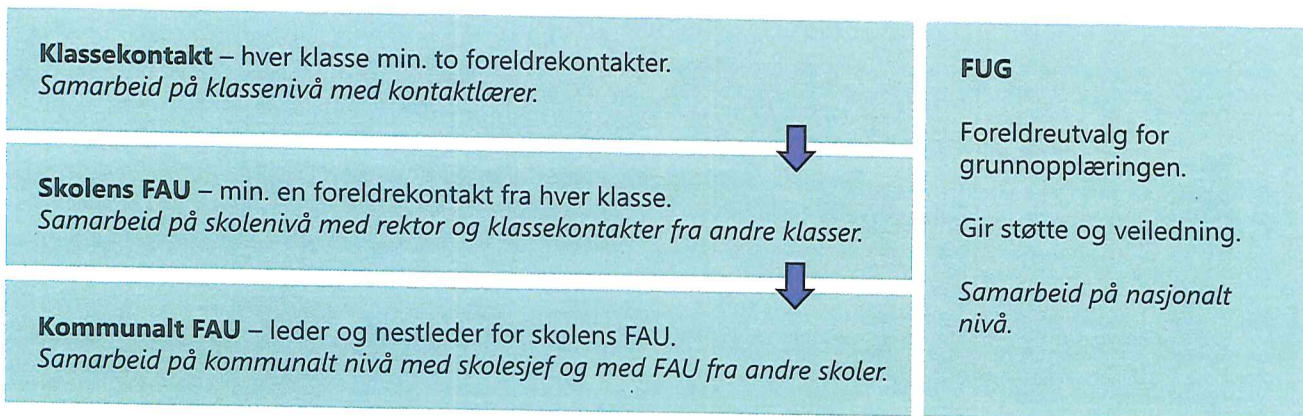 Klassekontakt – hver klasse min. to foreldrekontakter.
Samarbeid på klassenivå med kontaktlærer.
Skolens FAU – min. en foreldrekontakt fra hver klasse.
Samarbeid på skolenivå med rektor og klassekontakter fra andre klasser.
Kommunalt FAU – leder og nestleder for skolens FAU.
Samarbeid på kommunalt nivå med skolesjef og med FAU fra andre skoler.
FUG
Foreldreutvalg for
grunnopplæringen.
Gir støtte og veiledning.
Samarbeid på nasjonalt
nivå.